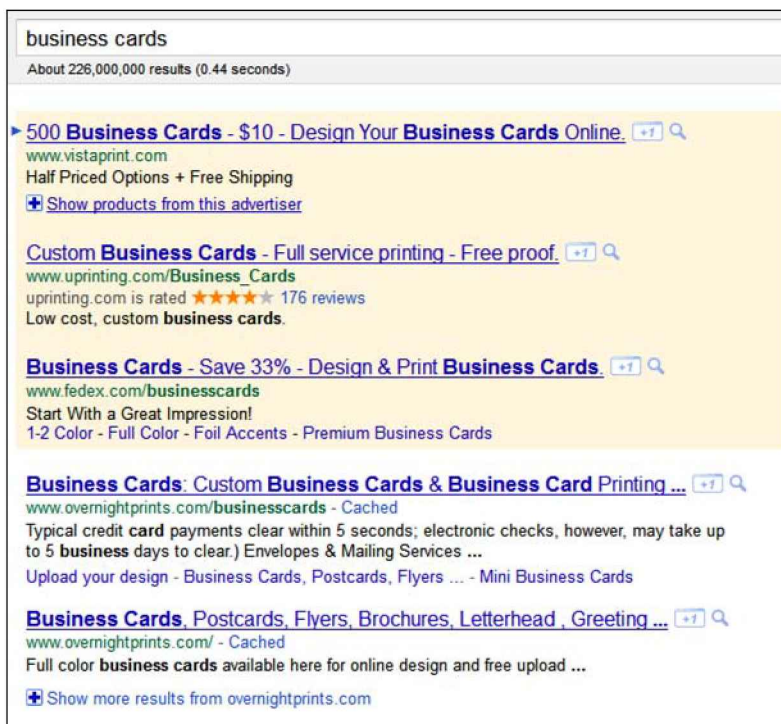 business cards
About 226,000,000 results (0.44 seconds)
500 Business Cards - $10 - Design Your Business Cards Online. +1
www.vistaprint.com
Half Priced Options + Free Shipping
Show products from this advertiser
Custom Business Cards - Full service printing - Free proof. +1
www.uprinting.com/Business_Cards
uprinting.com is rated ★★★★★ 176 reviews
Low cost, custom business cards.
Business Cards - Save 33% - Design & Print Business Cards. +1
www.fedex.com/businesscards
Start With a Great Impression!
1-2 Color - Full Color - Foil Accents - Premium Business Cards
Business Cards: Custom Business Cards & Business Card Printing ... +1
www.overnightprints.com/businesscards - Cached
Typical credit card payments clear within 5 seconds; electronic checks, however, may take up
to 5 business days to clear.) Envelopes & Mailing Services ...
Upload your design - Business Cards, Postcards, Flyers ... - Mini Business Cards
Business Cards, Postcards, Flyers, Brochures, Letterhead , Greeting ... +1
www.overnightprints.com/ - Cached
Full color business cards available here for online design and free upload ...
Show more results from overnightprints.com